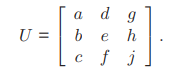 U = [ a d g
b e h
c f j ] .